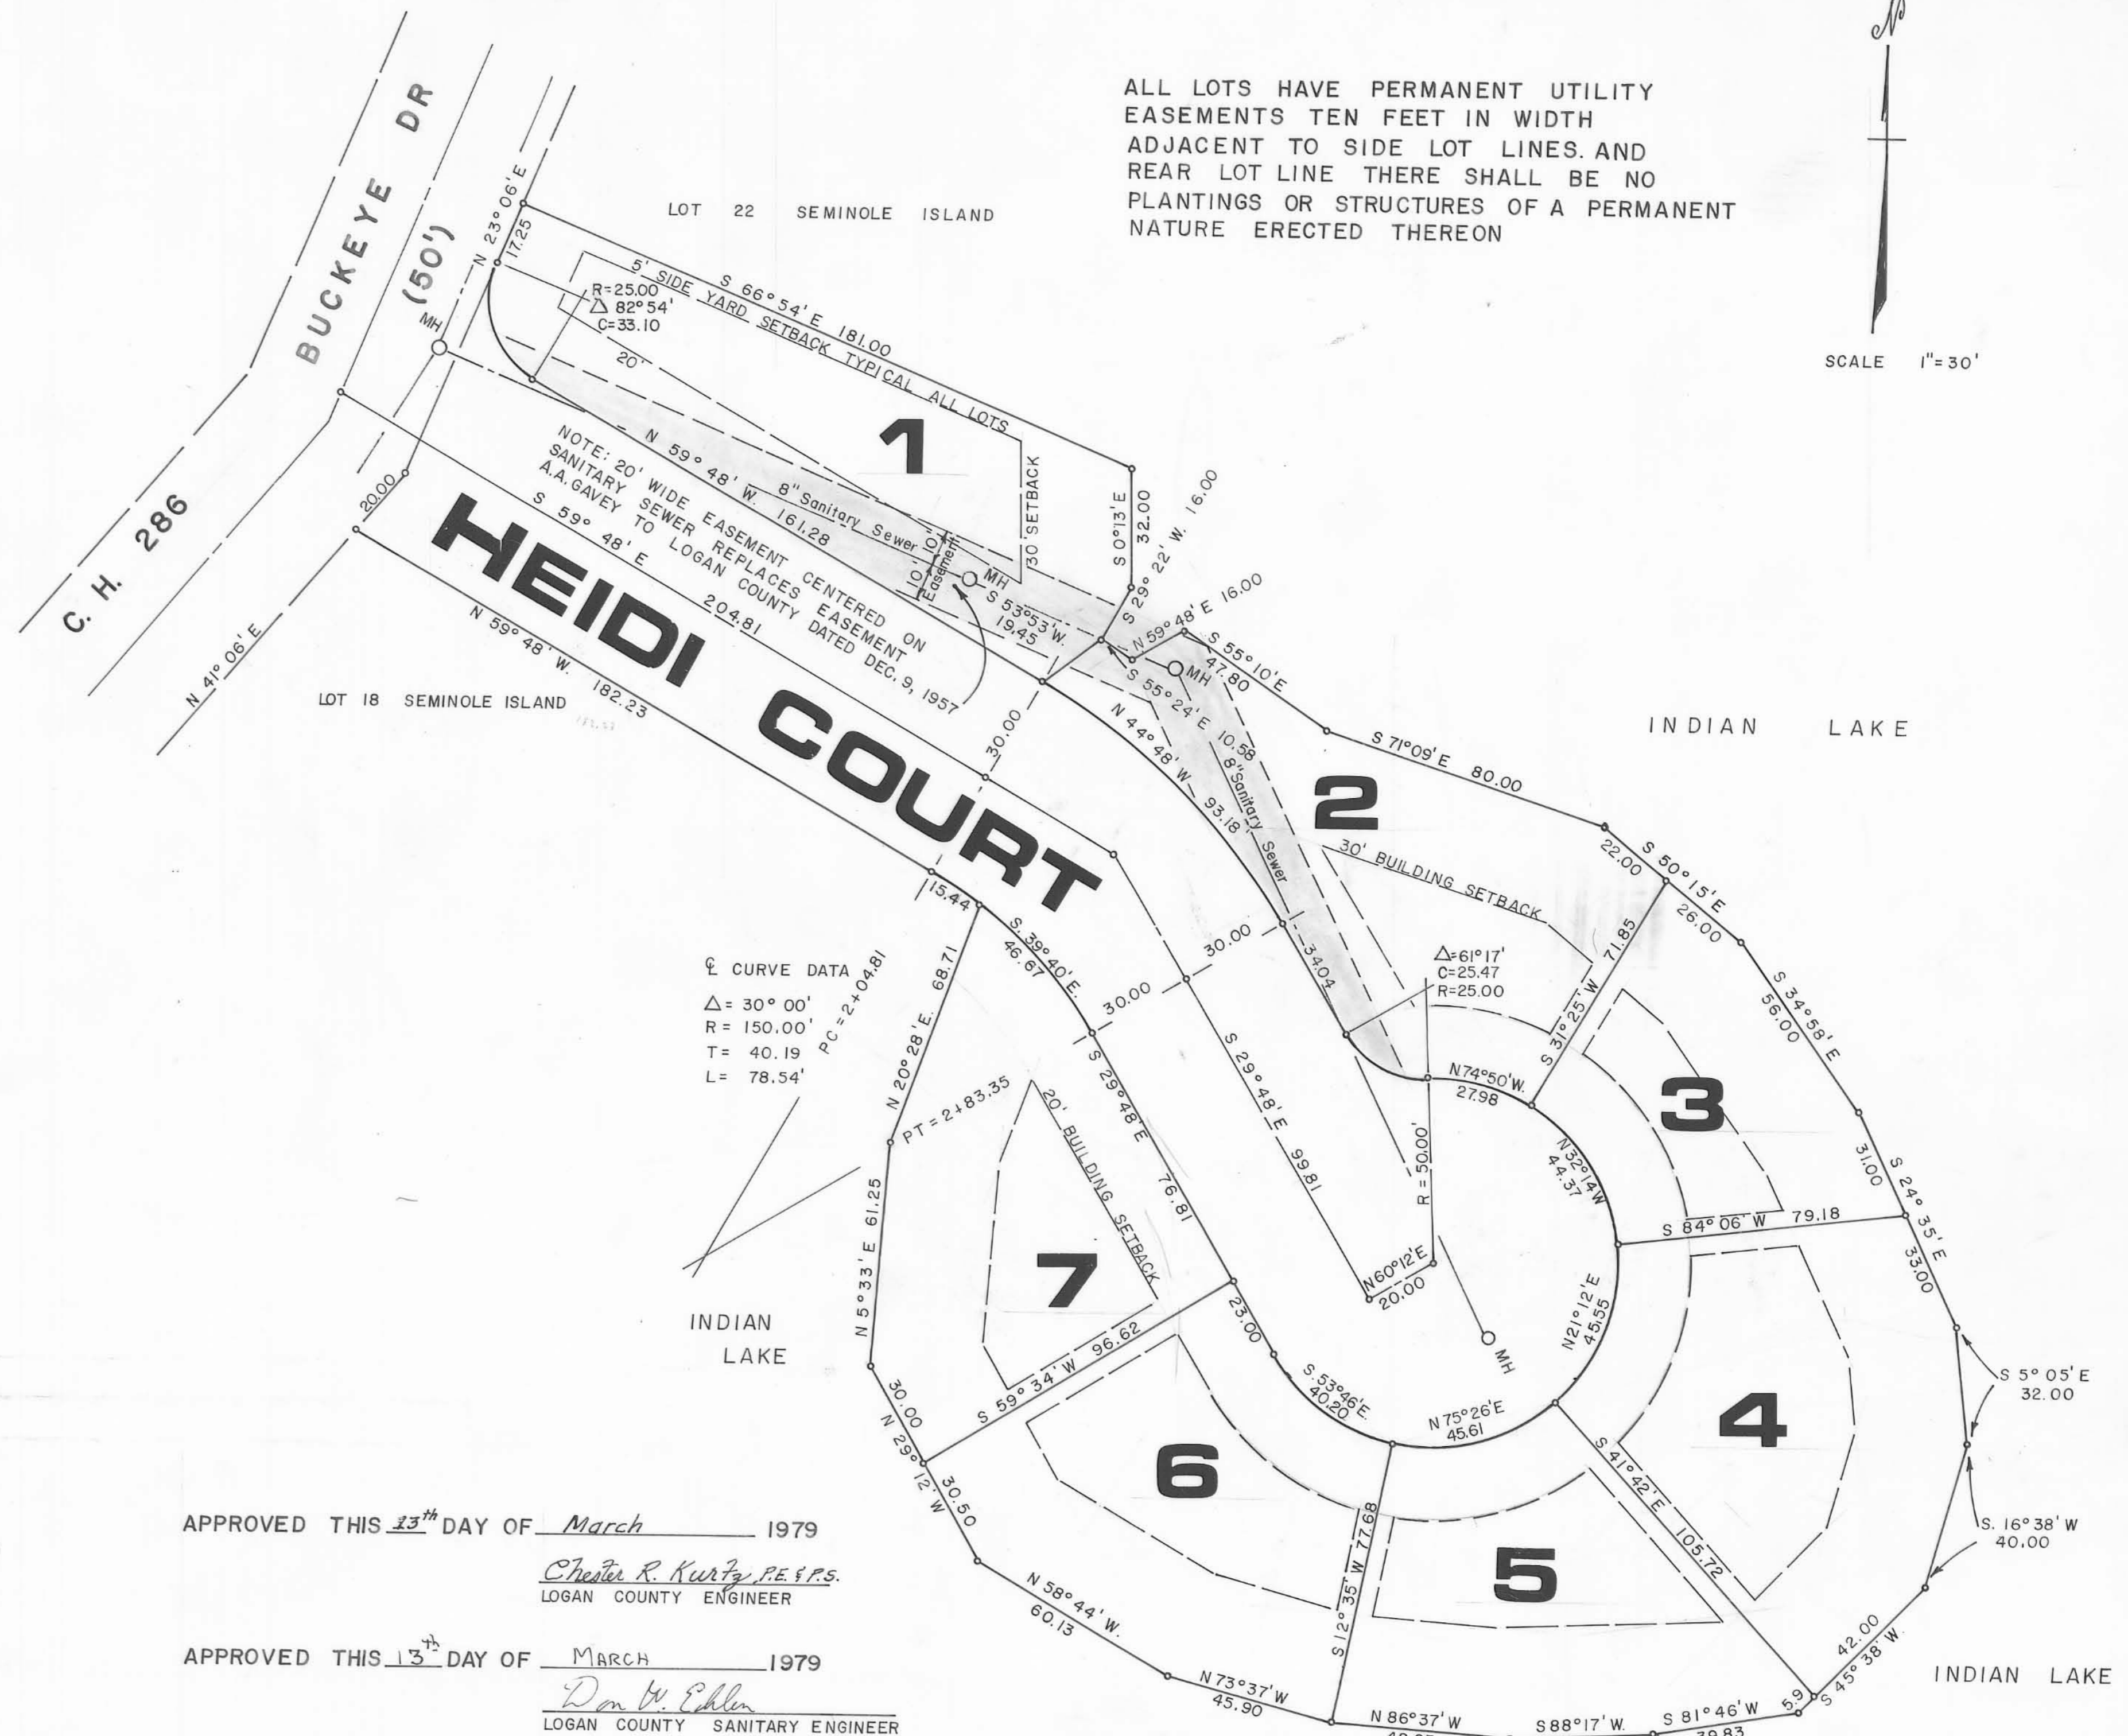 N
ALL LOTS HAVE PERMANENT UTILITY
EASEMENTS TEN FEET IN WIDTH
ADJACENT TO SIDE LOT LINES. AND
REAR LOT LINE THERE SHALL BE NO
PLANTINGS OR STRUCTURES OF A PERMANENT
NATURE ERECTED THEREON
SCALE 1"=30'
BUCKEYE DR
(50')
C. H. 286
N 23° 06' E
17.25
MH
LOT 22 SEMINOLE ISLAND
S 66° 54' E 181.00
5' SIDE YARD SETBACK TYPICAL ALL LOTS
R=25.00
Δ 82° 54'
C=33.10
20'
1
30' SETBACK
S 0°13' E
32.00
S 29° 22' W. 16.00
N 59° 48' E 16.00
N 59° 48' W.
161.28
8" Sanitary Sewer
10' 10'
Easement
MH
S 53°53' W.
19.45
NOTE: 20' WIDE EASEMENT CENTERED ON
SANITARY SEWER REPLACES EASEMENT
A.A. GAVEY TO LOGAN COUNTY DATED DEC. 9, 1957
20.00
S 59° 48' E
204.81
HEIDI COURT
N 59° 48' W. 182.23
N 41° 06' E
LOT 18 SEMINOLE ISLAND
MH
S 55° 10' E
47.80
S 55° 24' E 10.58
8" Sanitary Sewer
N 44° 48' W. 93.18
30.00
S 71°09' E 80.00
INDIAN LAKE
2
30' BUILDING SETBACK
22.00
S 50° 15' E
26.00
71.85
S 31° 25' W
30.00
34.04
Δ=61°17'
C=25.47
R=25.00
15.44
S. 39° 40' E.
46.67
30.00
℄ CURVE DATA
Δ = 30° 00'
R = 150.00'
T = 40.19
L = 78.54'
PC = 2+04.81
N 20° 28' E. 68.71
PT = 2+83.35
S 34° 58' E
56.00
3
N 74°50' W.
27.98
S 29° 48' E 99.81
R = 50.00'
N 32° 14' W
44.37
31.00
S 24° 35' E
33.00
S 84° 06' W 79.18
S 29° 48' E
76.81
20' BUILDING SETBACK
N 5° 33' E 61.25
7
INDIAN
LAKE
N 60°12' E
20.00
MH
N 21° 12' E
45.55
S 59° 34' W 96.62
23.00
S. 53°46' E.
40.20
N 75° 26' E
45.61
4
S 5° 05' E
32.00
30.00
N 29° 12' W
30.50
6
S 12° 35' W 77.68
5
S 41° 42' E 105.72
S. 16° 38' W
40.00
N 58° 44' W.
60.13
N 73° 37' W
45.90
N 86° 37' W
S 88° 17' W.
S 81° 46' W
39.83
5.9
42.00
S 45° 38' W.
INDIAN LAKE
APPROVED THIS 13th DAY OF March 1979
Chester R. Kurtz, P.E. & P.S.
LOGAN COUNTY ENGINEER
APPROVED THIS 13th DAY OF MARCH 1979
LOGAN COUNTY SANITARY ENGINEER